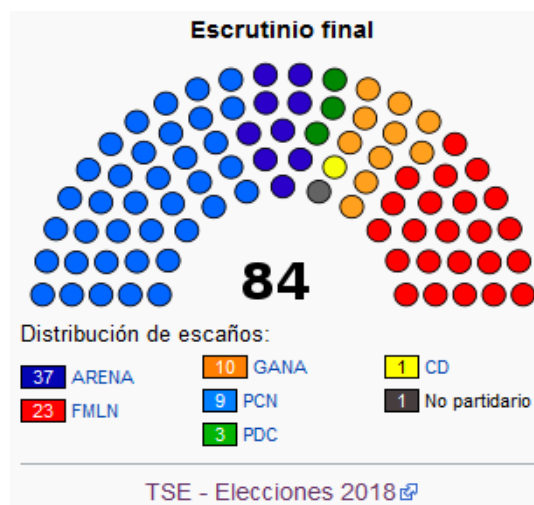 Escrutinio final
84
Distribución de escaños:
37 ARENA
23 FMLN
10 GANA
9 PCN
3 PDC
1 CD
1 No partidario
TSE - Elecciones 2018